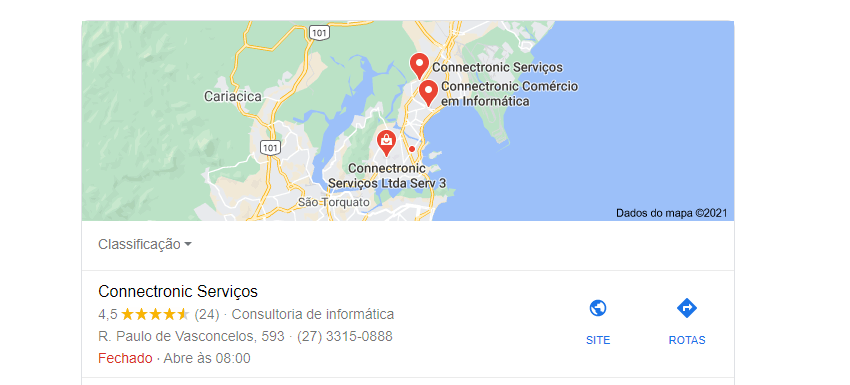 101
Connectronic Serviços
Connectronic Comércio
em Informática
Cariacica
101
Connectronic
Serviços Ltda Serv 3
São Torquato
Dados do mapa ©2021
Classificação
Connectronic Serviços
4,5 (24) · Consultoria de informática
R. Paulo de Vasconcelos, 593 · (27) 3315-0888
Fechado · Abre às 08:00
SITE
ROTAS